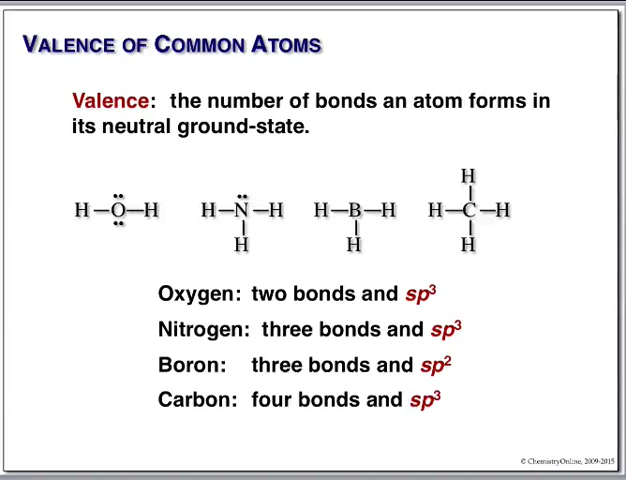 VALENCE OF COMMON ATOMS
Valence: the number of bonds an atom forms in
its neutral ground-state.
H
H—O—H H—N—H H—B—H H—C—H
H H H
Oxygen: two bonds and sp³
Nitrogen: three bonds and sp³
Boron: three bonds and sp²
Carbon: four bonds and sp³
© ChemistryOnline, 2009-2015